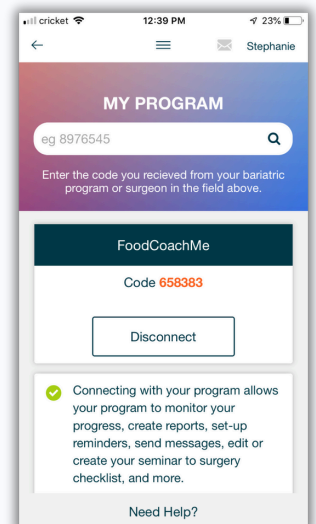 cricket 12:39 PM 23%
Stephanie
MY PROGRAM
eg 8976545
Enter the code you recieved from your bariatric
program or surgeon in the field above.
FoodCoachMe
Code 658383
Disconnect
Connecting with your program allows
your program to monitor your
progress, create reports, set-up
reminders, send messages, edit or
create your seminar to surgery
checklist, and more.
Need Help?